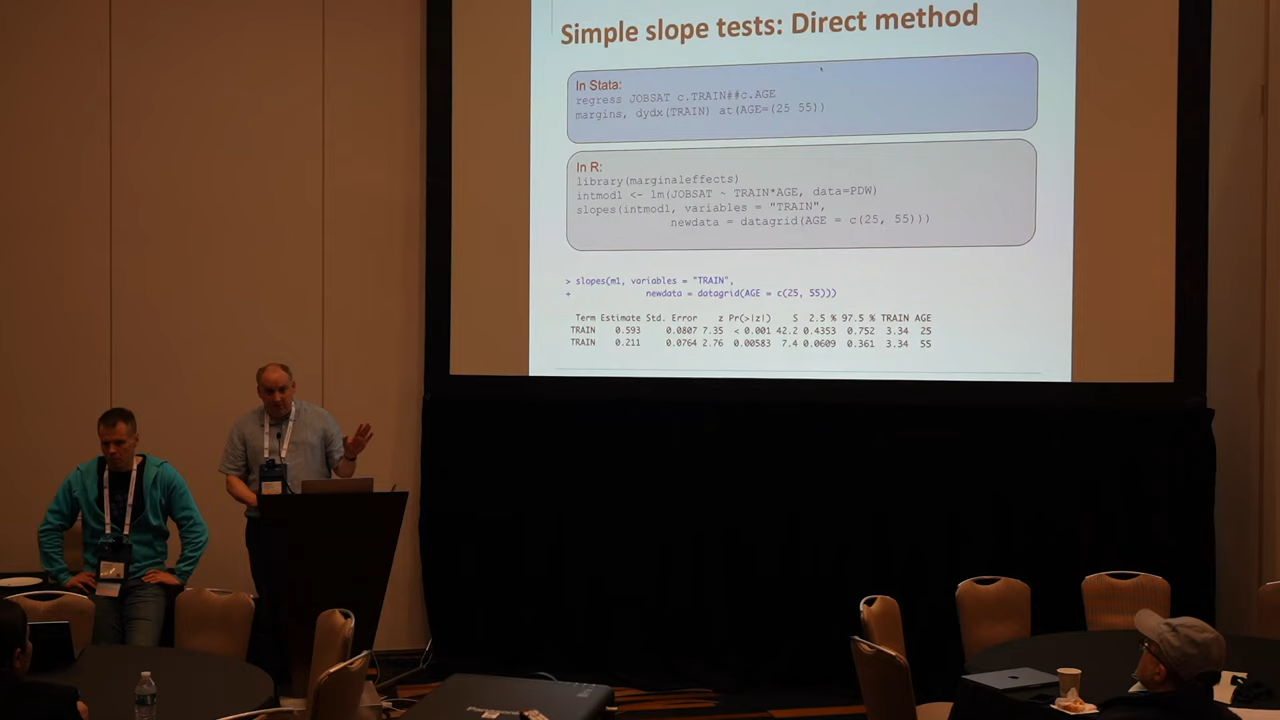 Simple slope tests: Direct method
In Stata:
regress JOBSAT c.TRAIN##c.AGE
margins, dydx(TRAIN) at(AGE=(25 55))
In R:
library(marginaleffects)
intmod1 <- lm(JOBSAT ~ TRAIN*AGE, data=PDW)
slopes(intmod1, variables = "TRAIN",
newdata = datagrid(AGE = c(25, 55)))
> slopes(m1, variables = "TRAIN",
+ newdata = datagrid(AGE = c(25, 55)))
Term Estimate Std. Error z Pr(>|z|) S 2.5 % 97.5 % TRAIN AGE
TRAIN 0.593 0.0807 7.35 < 0.001 42.2 0.4353 0.752 3.34 25
TRAIN 0.211 0.0764 2.76 0.00583 7.4 0.0609 0.361 3.34 55
Panasonic